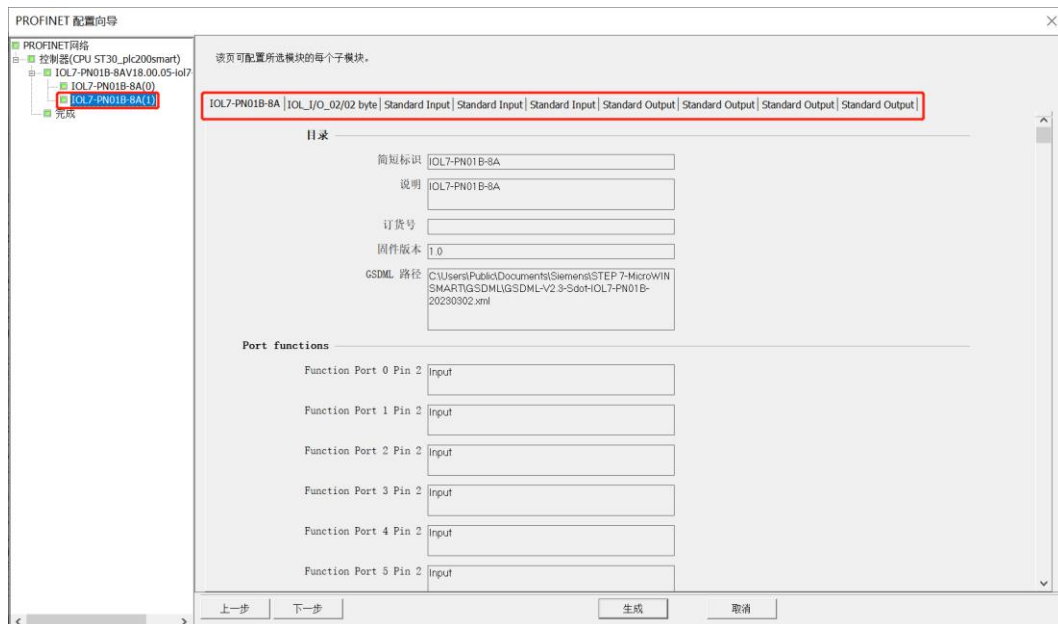 PROFINET 配置向导
PROFINET网络
控制器(CPU ST30_plc200smart)
IOL7-PN01B-8AV18.00.05-iol7-
IOL7-PN01B-8A(0)
IOL7-PN01B-8A(1)
完成
该页可配置所选模块的每个子模块。
IOL7-PN01B-8A IOL_I/O_02/02 byte Standard Input Standard Input Standard Input Standard Output Standard Output Standard Output Standard Output
目录
简短标识 IOL7-PN01B-8A
说明 IOL7-PN01B-8A
订货号
固件版本 1.0
GSDML 路径 C:\Users\Public\Documents\Siemens\STEP 7-MicroWIN
SMART\GSDML\GSDML-V2.3-Sdot-IOL7-PN01B-
20230302.xml
Port functions
Function Port 0 Pin 2 Input
Function Port 1 Pin 2 Input
Function Port 2 Pin 2 Input
Function Port 3 Pin 2 Input
Function Port 4 Pin 2 Input
Function Port 5 Pin 2 Input
上一步 下一步 生成 取消